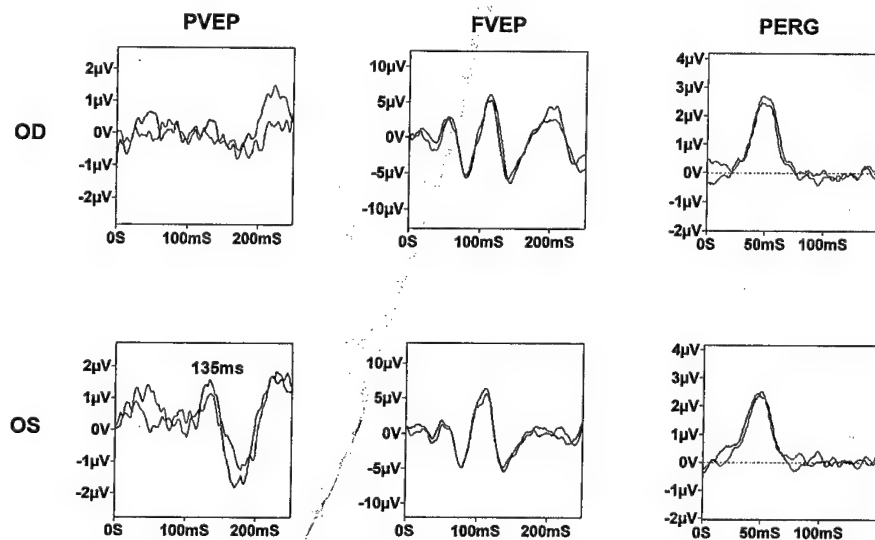 PVEP FVEP PERG
OD
2µV
1µV
0V
-1µV
-2µV
0S 100mS 200mS
10µV
5µV
0V
-5µV
-10µV
0S 100mS 200mS
4µV
3µV
2µV
1µV
0V
-1µV
-2µV
0S 50mS 100mS
OS
2µV
1µV
0V
-1µV
-2µV
135ms
0S 100mS 200mS
10µV
5µV
0V
-5µV
-10µV
0S 100mS 200mS
4µV
3µV
2µV
1µV
0V
-1µV
-2µV
0S 50mS 100mS